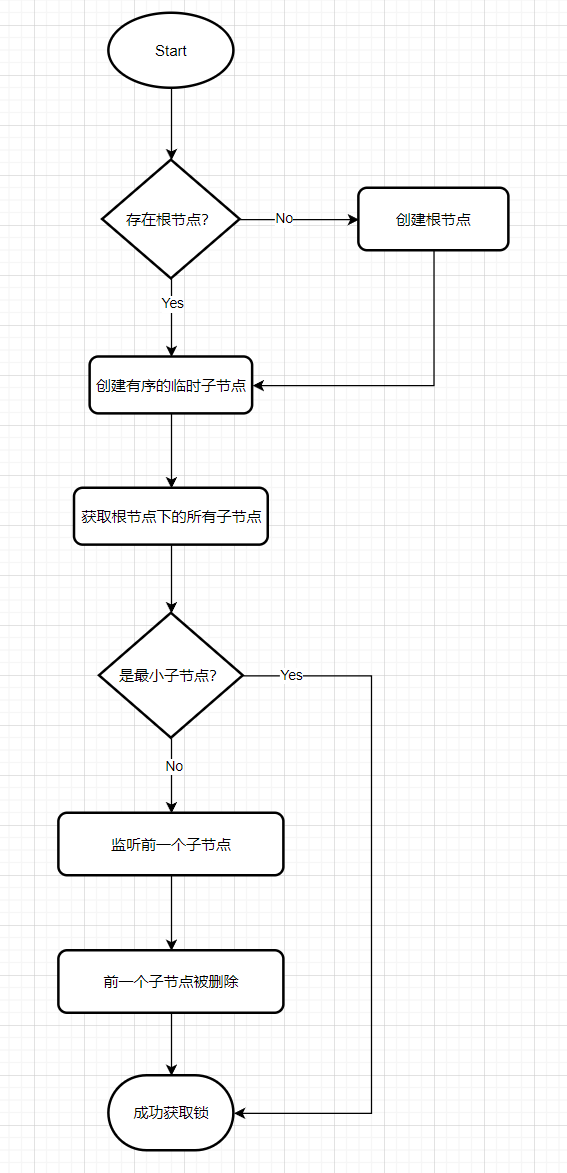 Start
存在根节点?
No
创建根节点
Yes
创建有序的临时子节点
获取根节点下的所有子节点
是最小子节点?
Yes
No
监听前一个子节点
前一个子节点被删除
成功获取锁